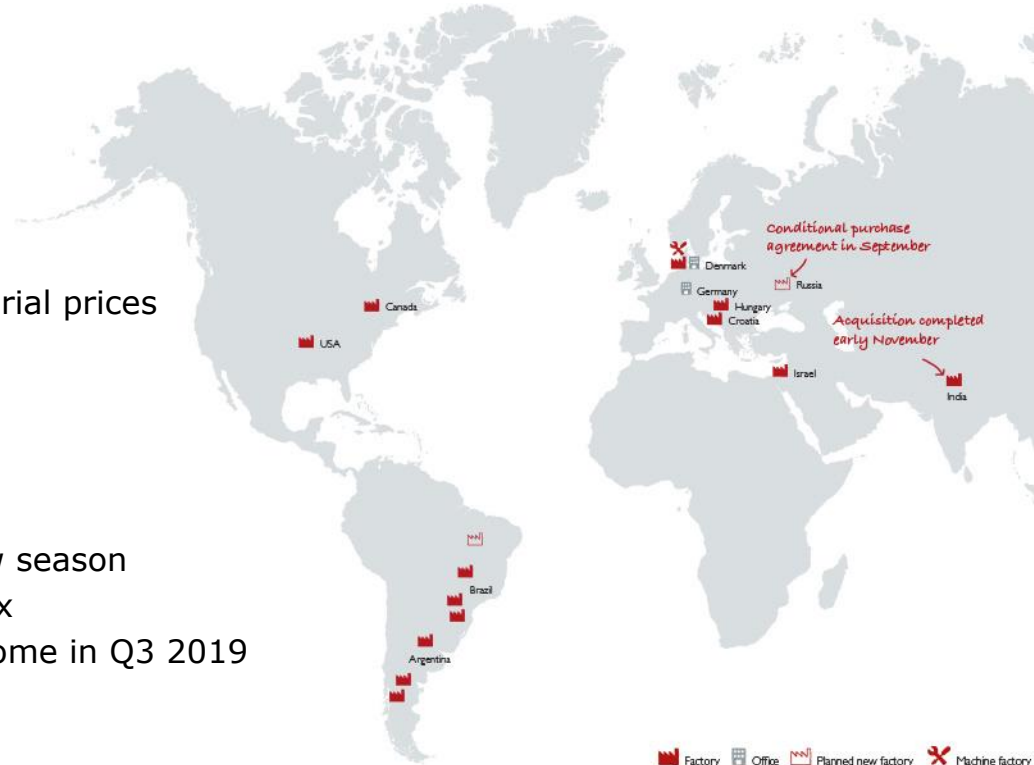 rial prices
season
x
ome in Q3 2019
Canada
USA
Conditional purchase
agreement in September
Denmark
Germany
Russia
Hungary
Croatia
Acquisition completed
early November
Israel
India
Brazil
Argentina
Factory Office Planned new factory Machine factory